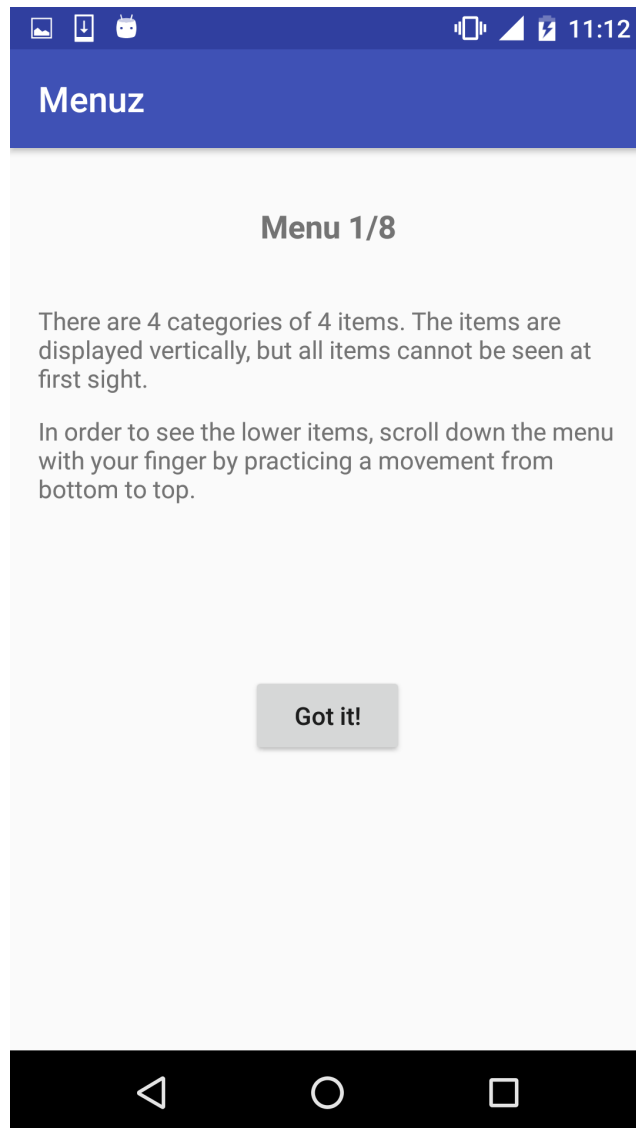 11:12
Menuz
Menu 1/8
There are 4 categories of 4 items. The items are
displayed vertically, but all items cannot be seen at
first sight.
In order to see the lower items, scroll down the menu
with your finger by practicing a movement from
bottom to top.
Got it!